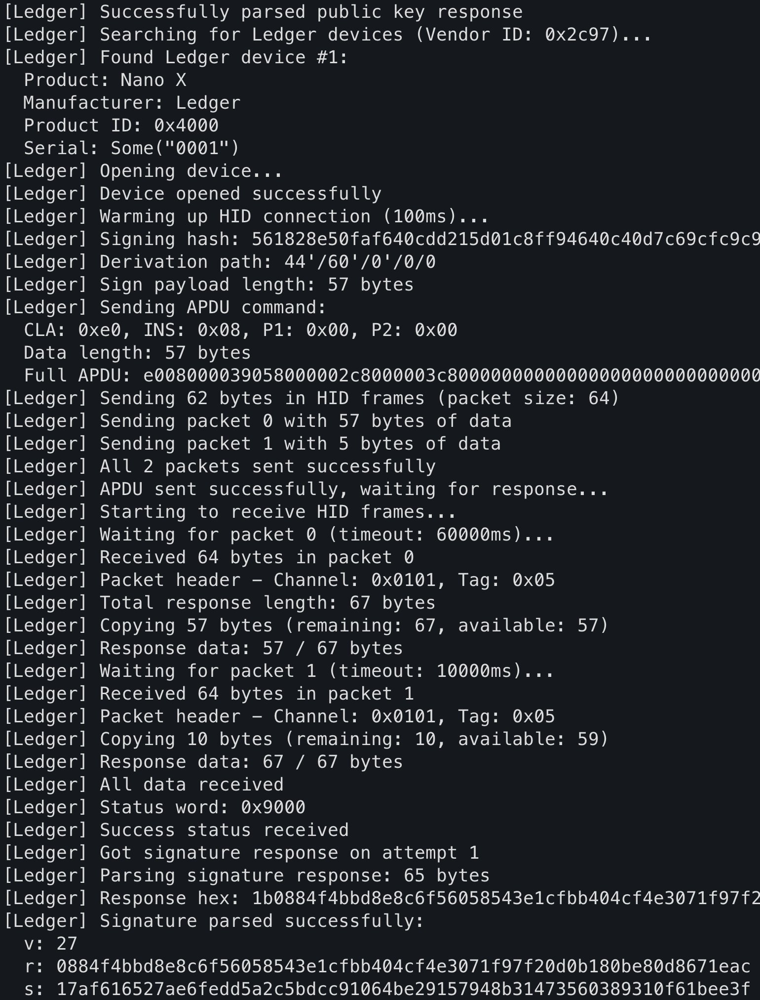 [Ledger] Successfully parsed public key response
[Ledger] Searching for Ledger devices (Vendor ID: 0x2c97)...
[Ledger] Found Ledger device #1:
  Product: Nano X
  Manufacturer: Ledger
  Product ID: 0x4000
  Serial: Some("0001")
[Ledger] Opening device...
[Ledger] Device opened successfully
[Ledger] Warming up HID connection (100ms)...
[Ledger] Signing hash: 561828e50faf640cdd215d01c8ff94640c40d7c69cfc9c9
[Ledger] Derivation path: 44'/60'/0'/0/0
[Ledger] Sign payload length: 57 bytes
[Ledger] Sending APDU command:
  CLA: 0xe0, INS: 0x08, P1: 0x00, P2: 0x00
  Data length: 57 bytes
  Full APDU: e008000039058000002c8000003c80000000000000000000000000000
[Ledger] Sending 62 bytes in HID frames (packet size: 64)
[Ledger] Sending packet 0 with 57 bytes of data
[Ledger] Sending packet 1 with 5 bytes of data
[Ledger] All 2 packets sent successfully
[Ledger] APDU sent successfully, waiting for response...
[Ledger] Starting to receive HID frames...
[Ledger] Waiting for packet 0 (timeout: 60000ms)...
[Ledger] Received 64 bytes in packet 0
[Ledger] Packet header – Channel: 0x0101, Tag: 0x05
[Ledger] Total response length: 67 bytes
[Ledger] Copying 57 bytes (remaining: 67, available: 57)
[Ledger] Response data: 57 / 67 bytes
[Ledger] Waiting for packet 1 (timeout: 10000ms)...
[Ledger] Received 64 bytes in packet 1
[Ledger] Packet header – Channel: 0x0101, Tag: 0x05
[Ledger] Copying 10 bytes (remaining: 10, available: 59)
[Ledger] Response data: 67 / 67 bytes
[Ledger] All data received
[Ledger] Status word: 0x9000
[Ledger] Success status received
[Ledger] Got signature response on attempt 1
[Ledger] Parsing signature response: 65 bytes
[Ledger] Response hex: 1b0884f4bbd8e8c6f56058543e1cfbb404cf4e3071f97f2
[Ledger] Signature parsed successfully:
  v: 27
  r: 0884f4bbd8e8c6f56058543e1cfbb404cf4e3071f97f20d0b180be80d8671eac
  s: 17af616527ae6fedd5a2c5bdcc91064be29157948b31473560389310f61bee3f